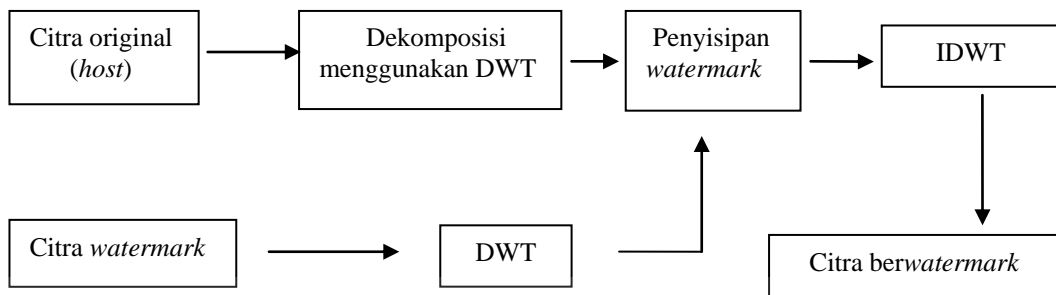 Citra original
(host)
Dekomposisi
menggunakan DWT
Penyisipan
watermark
IDWT
Citra watermark
DWT
Citra berwatermark